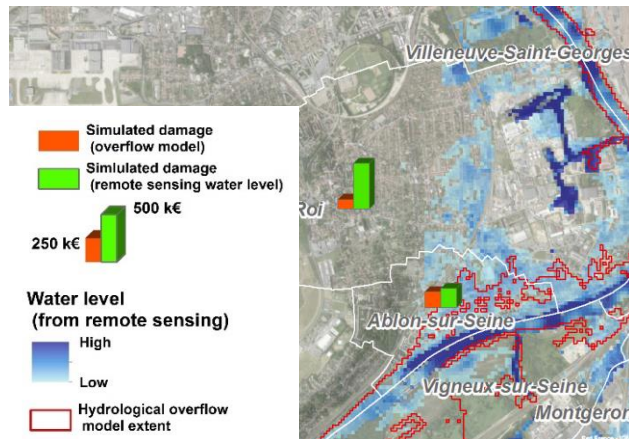 Villeneuve-Saint-Georges
Simulated damage
(overflow model)
Simlulated damage
(remote sensing water level)
500 k€
250 k€
Roi
Water level
(from remote sensing)
High
Low
Hydrological overflow
model extent
Ablon-sur-Seine
Vigneux-sur-Seine
Montgeron